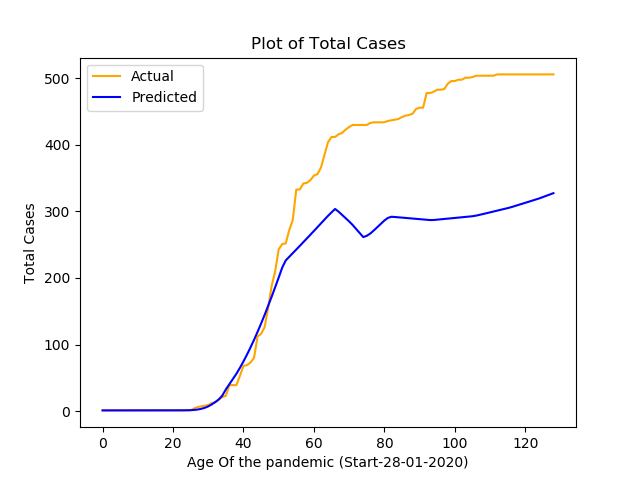 Plot of Total Cases
Actual
Predicted
500
400
300
200
100
0
Total Cases
0 20 40 60 80 100 120
Age Of the pandemic (Start-28-01-2020)